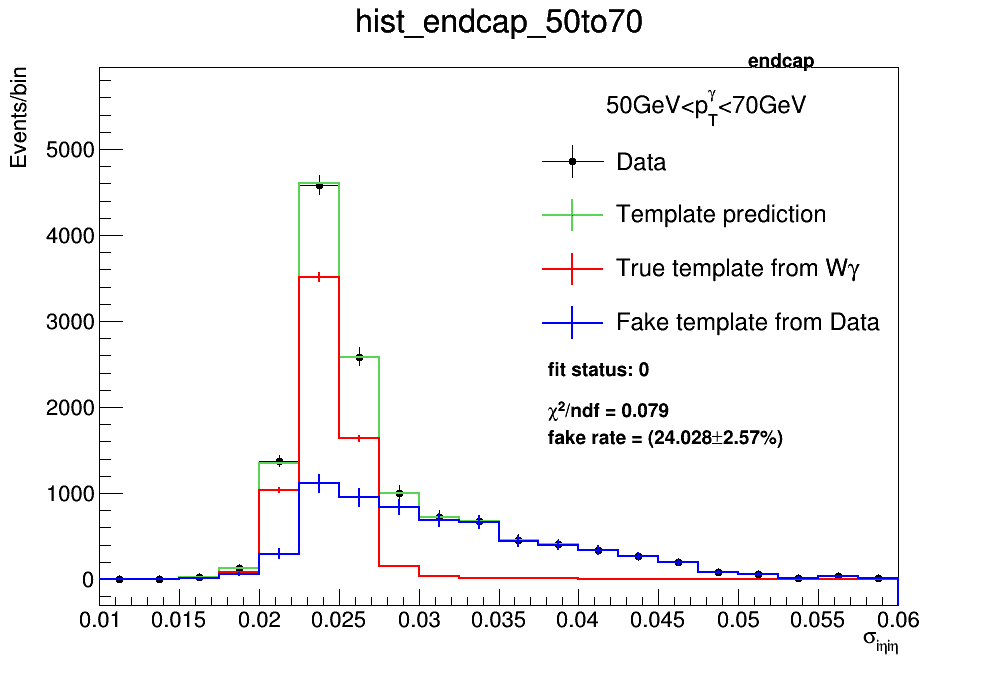 hist_endcap_50to70
endcap
Events/bin
50GeV<p_T^γ<70GeV
Data
Template prediction
True template from Wγ
Fake template from Data
fit status: 0
χ²/ndf = 0.079
fake rate = (24.028±2.57%)
5000
4000
3000
2000
1000
0
0.01 0.015 0.02 0.025 0.03 0.035 0.04 0.045 0.05 0.055 0.06
σ_iηiη